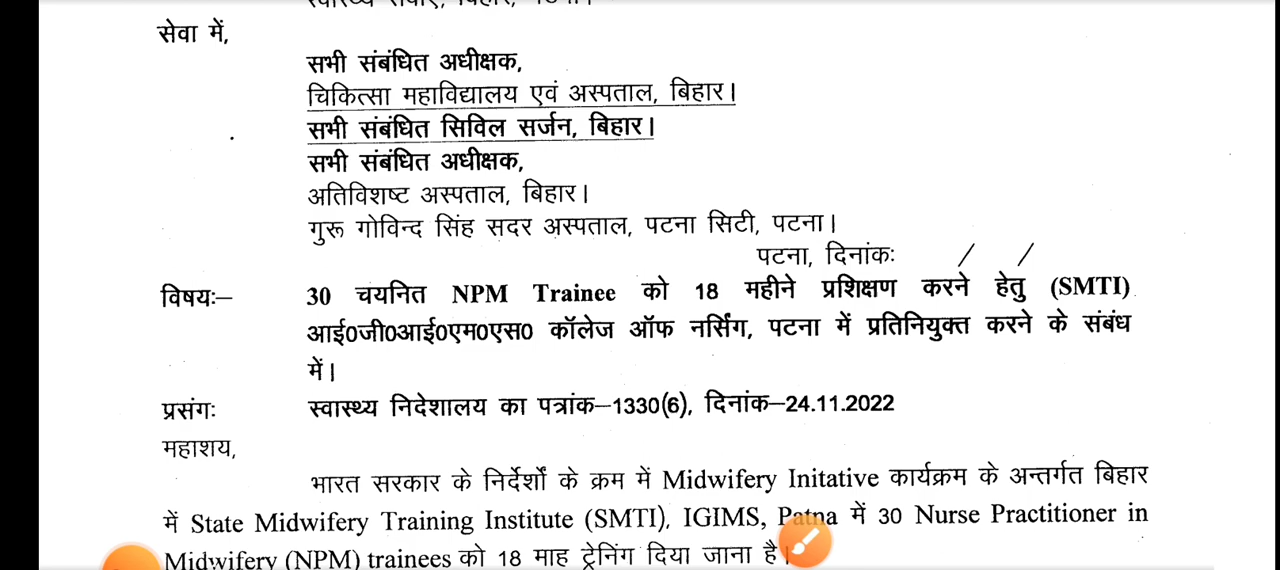 स्वास्थ्य सेवाएँ, बिहार, पटना।
सेवा में,
सभी संबंधित अधीक्षक,
चिकित्सा महाविद्यालय एवं अस्पताल, बिहार।
सभी संबंधित सिविल सर्जन, बिहार।
सभी संबंधित अधीक्षक,
अतिविशष्ट अस्पताल, बिहार।
गुरू गोविन्द सिंह सदर अस्पताल, पटना सिटी, पटना।
पटना, दिनांकः / /
विषयः– 30 चयनित NPM Trainee को 18 महीने प्रशिक्षण करने हेतु (SMTI)
आई0जी0आई0एम0एस0 कॉलेज ऑफ नर्सिंग, पटना में प्रतिनियुक्त करने के संबंध
में।
प्रसंगः स्वास्थ्य निदेशालय का पत्रांक–1330(6), दिनांक–24.11.2022
महाशय,
भारत सरकार के निर्देशों के क्रम में Midwifery Initative कार्यक्रम के अन्तर्गत बिहार
में State Midwifery Training Institute (SMTI), IGIMS, Patna में 30 Nurse Practitioner in
Midwifery (NPM) trainees को 18 माह ट्रेनिंग दिया जाना है।